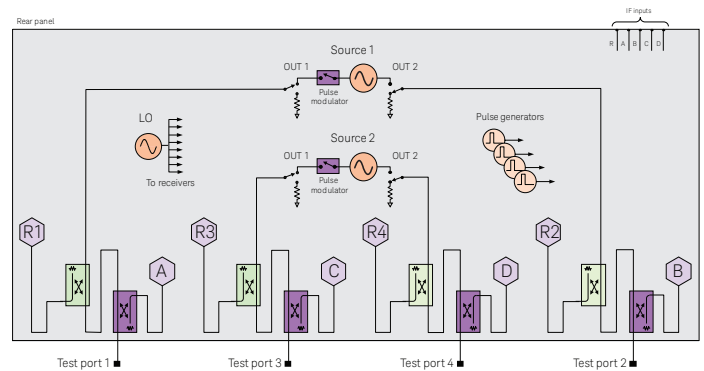 IF inputs
Rear panel
R A B C D
Source 1
OUT 1
OUT 2
Pulse
modulator
LO
To receivers
Pulse generators
Source 2
OUT 1
OUT 2
Pulse
modulator
R1
A
R3
C
R4
D
R2
B
Test port 1
Test port 3
Test port 4
Test port 2